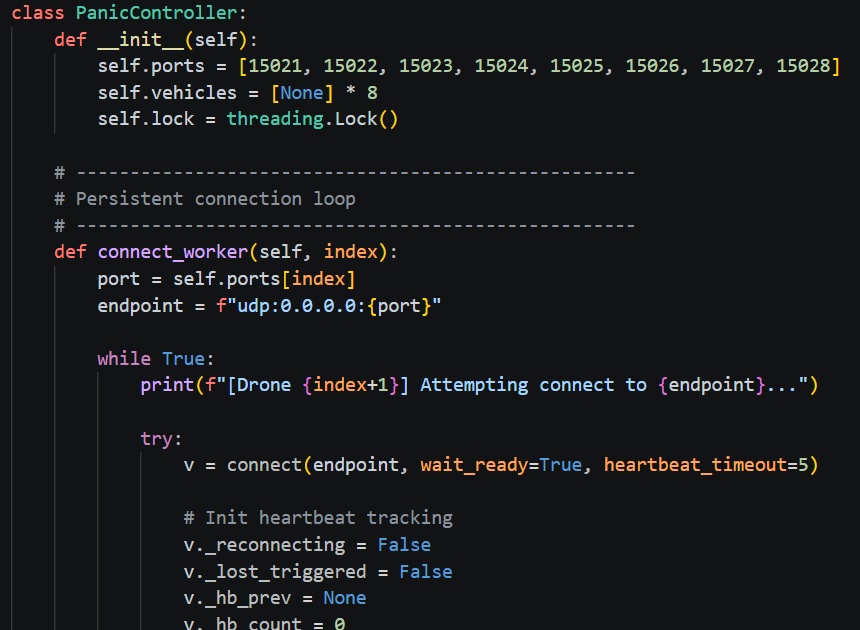 class PanicController:
    def __init__(self):
        self.ports = [15021, 15022, 15023, 15024, 15025, 15026, 15027, 15028]
        self.vehicles = [None] * 8
        self.lock = threading.Lock()

    # ----------------------------------------------------
    # Persistent connection loop
    # ----------------------------------------------------
    def connect_worker(self, index):
        port = self.ports[index]
        endpoint = f"udp:0.0.0.0:{port}"

        while True:
            print(f"[Drone {index+1}] Attempting connect to {endpoint}...")

            try:
                v = connect(endpoint, wait_ready=True, heartbeat_timeout=5)

                # Init heartbeat tracking
                v._reconnecting = False
                v._lost_triggered = False
                v._hb_prev = None
                v._hb_count = 0